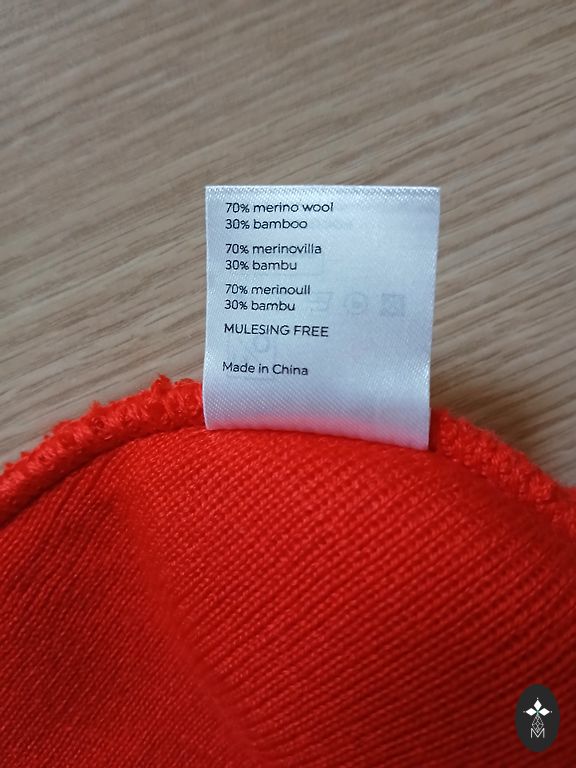 70% merino wool
30% bamboo
70% merinovilla
30% bambu
70% merinoull
30% bambu
MULESING FREE
Made in China
M